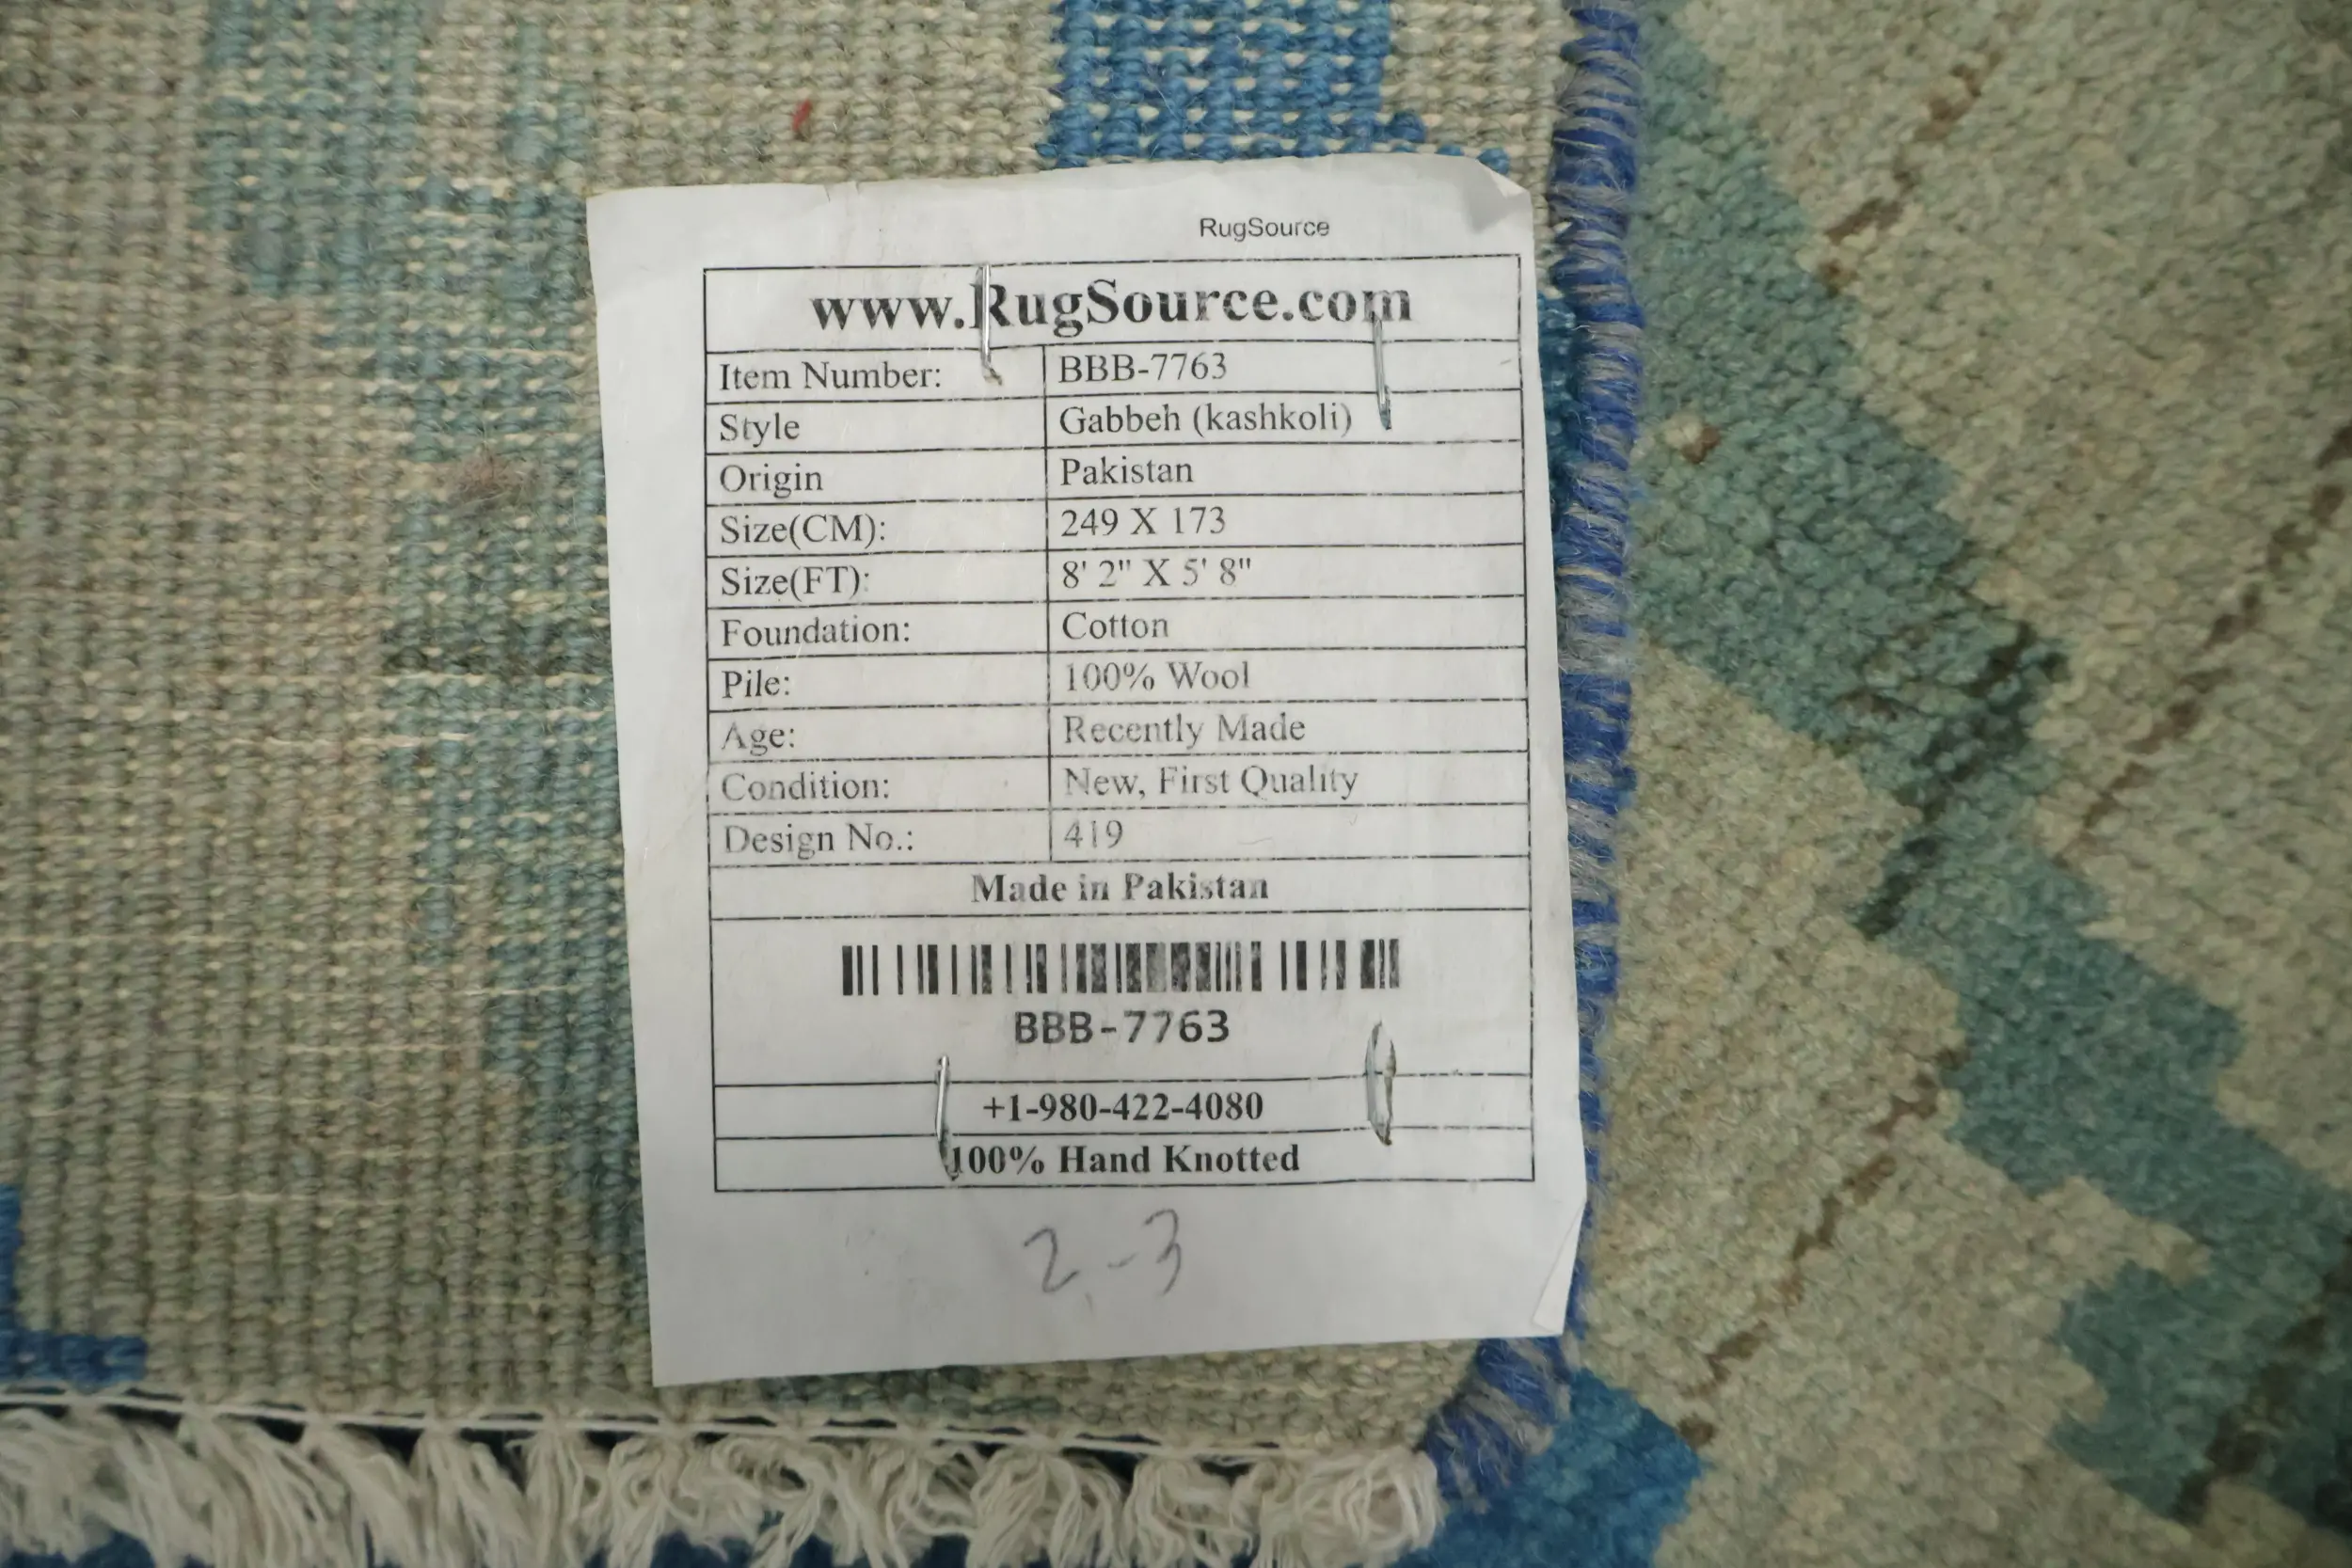 RugSource
www.RugSource.com
Item Number: BBB-7763
Style Gabbeh (kashkoli)
Origin Pakistan
Size(CM): 249 X 173
Size(FT): 8' 2" X 5' 8"
Foundation: Cotton
Pile: 100% Wool
Age: Recently Made
Condition: New, First Quality
Design No.: 419
Made in Pakistan
BBB-7763
+1-980-422-4080
100% Hand Knotted
2-3